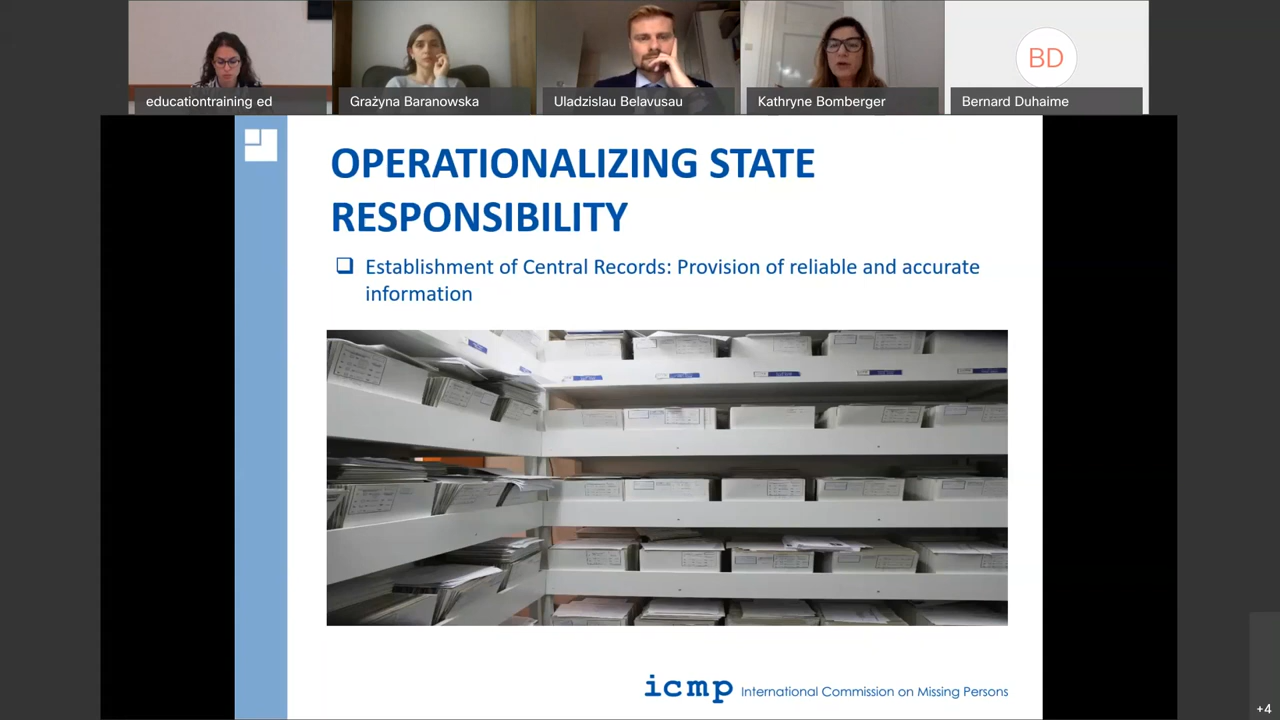 educationtraining ed
Grażyna Baranowska
Uladzislau Belavusau
Kathryne Bomberger
BD
Bernard Duhaime
OPERATIONALIZING STATE
RESPONSIBILITY
Establishment of Central Records: Provision of reliable and accurate
information
icmp International Commission on Missing Persons
+4